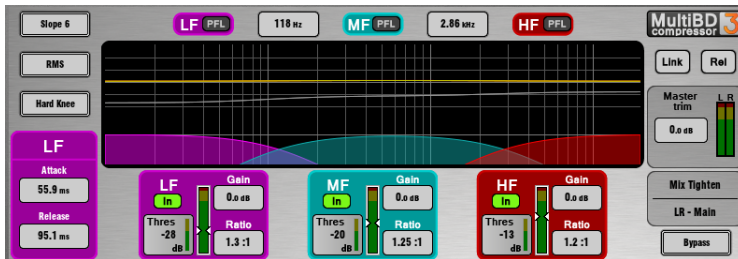 Slope 6
LF PFL
118 Hz
MF PFL
2.86 kHz
HF PFL
MultiBD 3
compressor
RMS
Link
Rel
Hard Knee
Master
trim
L R
0.0 dB
LF
Attack
55.9 ms
Release
95.1 ms
LF
In
Gain
0.0 dB
Thres
-28
dB
Ratio
1.3 :1
MF
In
Gain
0.0 dB
Thres
-20
dB
Ratio
1.25 :1
HF
In
Gain
0.0 dB
Thres
-13
dB
Ratio
1.2 :1
Mix Tighten
LR - Main
Bypass